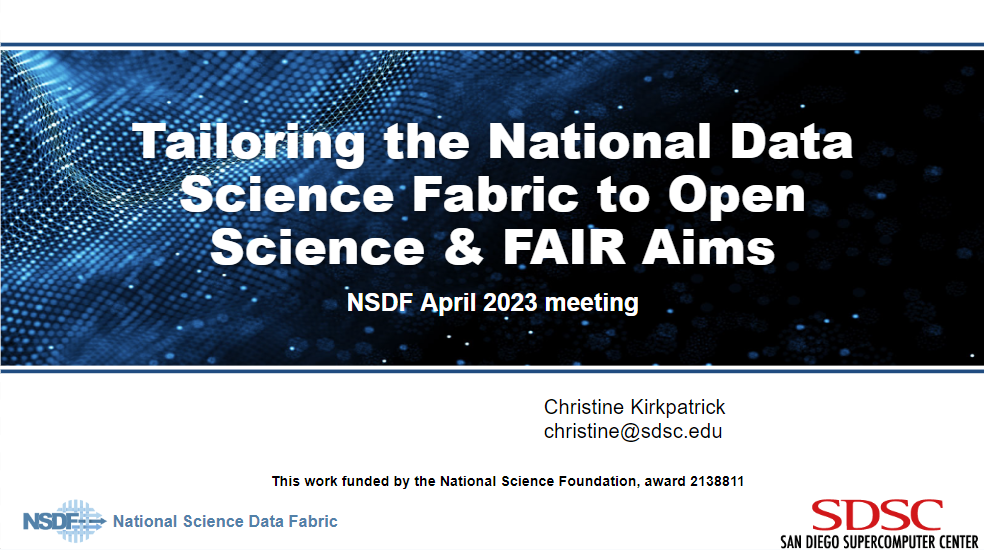 Tailoring the National Data
Science Fabric to Open
Science & FAIR Aims
NSDF April 2023 meeting
Christine Kirkpatrick
christine@sdsc.edu
This work funded by the National Science Foundation, award 2138811
NSDF National Science Data Fabric
SDSC
SAN DIEGO SUPERCOMPUTER CENTER